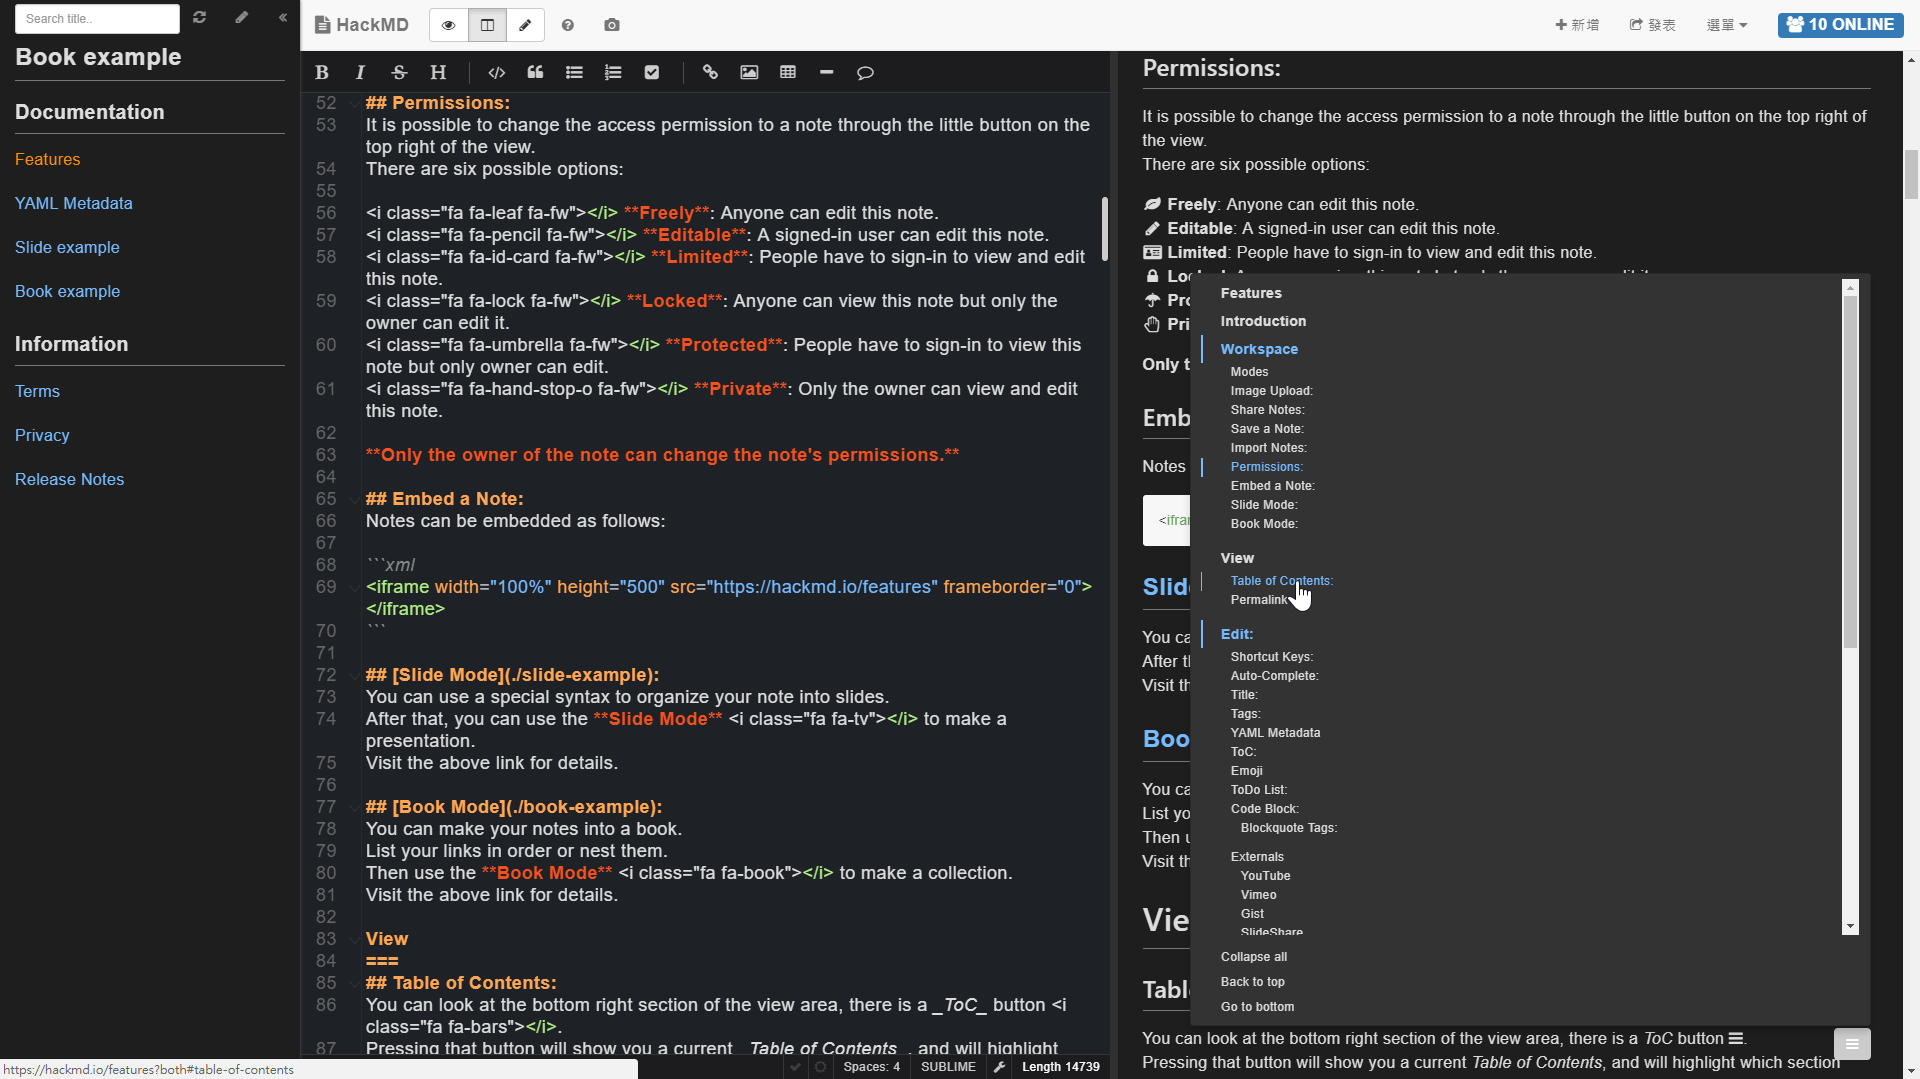 Search title..
Book example
Documentation
Features
YAML Metadata
Slide example
Book example
Information
Terms
Privacy
Release Notes
HackMD
新增
發表
選單
10 ONLINE
52 ## Permissions:
53 It is possible to change the access permission to a note through the little button on the
top right of the view.
54 There are six possible options:
55
56 <i class="fa fa-leaf fa-fw"></i> **Freely**: Anyone can edit this note.
57 <i class="fa fa-pencil fa-fw"></i> **Editable**: A signed-in user can edit this note.
58 <i class="fa fa-id-card fa-fw"></i> **Limited**: People have to sign-in to view and edit
this note.
59 <i class="fa fa-lock fa-fw"></i> **Locked**: Anyone can view this note but only the
owner can edit it.
60 <i class="fa fa-umbrella fa-fw"></i> **Protected**: People have to sign-in to view this
note but only owner can edit.
61 <i class="fa fa-hand-stop-o fa-fw"></i> **Private**: Only the owner can view and edit
this note.
62
63 **Only the owner of the note can change the note's permissions.**
64
65 ## Embed a Note:
66 Notes can be embedded as follows:
67
68 ```xml
69 <iframe width="100%" height="500" src="https://hackmd.io/features" frameborder="0">
</iframe>
70 ```
71
72 ## [Slide Mode](./slide-example):
73 You can use a special syntax to organize your note into slides.
74 After that, you can use the **Slide Mode** <i class="fa fa-tv"></i> to make a
presentation.
75 Visit the above link for details.
76
77 ## [Book Mode](./book-example):
78 You can make your notes into a book.
79 List your links in order or nest them.
80 Then use the **Book Mode** <i class="fa fa-book"></i> to make a collection.
81 Visit the above link for details.
82
83 View
84 ===
85 ## Table of Contents:
86 You can look at the bottom right section of the view area, there is a _ToC_ button <i
class="fa fa-bars"></i>.
87 Pressing that button will show you a current _Table of Contents_, and will highlight
Spaces: 4 SUBLIME Length 14739
https://hackmd.io/features?both#table-of-contents
Permissions:
It is possible to change the access permission to a note through the little button on the top right of
the view.
There are six possible options:
Freely: Anyone can edit this note.
Editable: A signed-in user can edit this note.
Limited: People have to sign-in to view and edit this note.
Pro
Pri
Only t
Emb
Notes
<ifra
Slide
You ca
After t
Visit th
Boo
You ca
List yo
Then u
Visit th
Vie
Tabl
Features
Introduction
Workspace
Modes
Image Upload:
Share Notes:
Save a Note:
Import Notes:
Permissions:
Embed a Note:
Slide Mode:
Book Mode:
View
Table of Contents:
Permalink
Edit:
Shortcut Keys:
Auto-Complete:
Title:
Tags:
YAML Metadata
ToC:
Emoji
ToDo List:
Code Block:
Blockquote Tags:
Externals
YouTube
Vimeo
Gist
SlideShare
Collapse all
Back to top
Go to bottom
You can look at the bottom right section of the view area, there is a ToC button
Pressing that button will show you a current Table of Contents, and will highlight which section